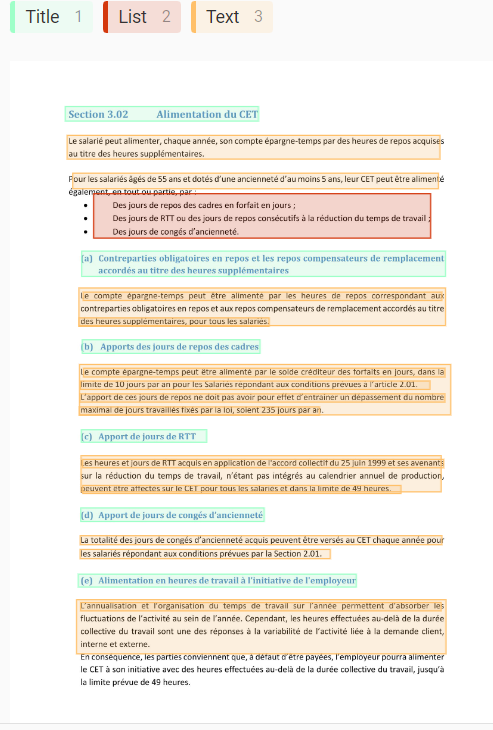 Title 1 List 2 Text 3
Section 3.02 Alimentation du CET
Le salarié peut alimenter, chaque année, son compte épargne-temps par des heures de repos acquises
au titre des heures supplémentaires.
Pour les salariés âgés de 55 ans et dotés d'une ancienneté d'au moins 5 ans, leur CET peut être alimenté
également, en tout ou partie, par :
• Des jours de repos des cadres en forfait en jours ;
• Des jours de RTT ou des jours de repos consécutifs à la réduction du temps de travail ;
• Des jours de congés d'ancienneté.
(a) Contreparties obligatoires en repos et les repos compensateurs de remplacement
accordés au titre des heures supplémentaires
Le compte épargne-temps peut être alimenté par les heures de repos correspondant aux
contreparties obligatoires en repos et aux repos compensateurs de remplacement accordés au titre
des heures supplémentaires, pour tous les salariés.
(b) Apports des jours de repos des cadres
Le compte épargne-temps peut être alimenté par le solde créditeur des forfaits en jours, dans la
limite de 10 jours par an pour les Salariés répondant aux conditions prévues a l'article 2.01.
L'apport de ces jours de repos ne doit pas avoir pour effet d'entrainer un dépassement du nombre
maximal de jours travaillés fixés par la loi, soient 235 jours par an.
(c) Apport de jours de RTT
Les heures et jours de RTT acquis en application de l'accord collectif du 25 juin 1999 et ses avenants
sur la réduction du temps de travail, n'étant pas intégrés au calendrier annuel de production,
peuvent être affectés sur le CET pour tous les salariés et dans la limite de 49 heures.
(d) Apport de jours de congés d'ancienneté
La totalité des jours de congés d'ancienneté acquis peuvent être versés au CET chaque année pour
les salariés répondant aux conditions prévues par la Section 2.01.
(e) Alimentation en heures de travail à l'initiative de l'employeur
L'annualisation et l'organisation du temps de travail sur l'année permettent d'absorber les
fluctuations de l'activité au sein de l'année. Cependant, les heures effectuées au-delà de la durée
collective du travail sont une des réponses à la variabilité de l'activité liée à la demande client,
interne et externe.
En conséquence, les parties conviennent que, à défaut d'être payées, l'employeur pourra alimenter
le CET à son initiative avec des heures effectuées au-delà de la durée collective du travail, jusqu'à
la limite prévue de 49 heures.